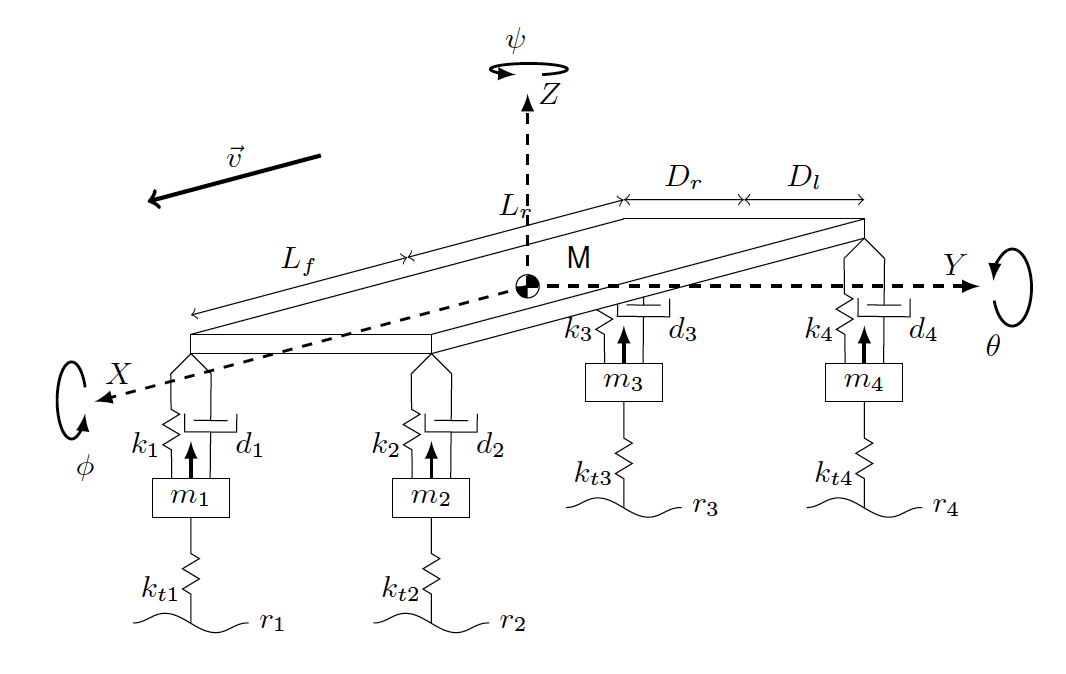 ψ
Z
v⃗
D_r
D_l
L_r
L_f
M
Y
k_3
d_3
k_4
d_4
θ
X
m_3
m_4
k_1
d_1
k_2
d_2
ϕ
k_{t3}
k_{t4}
m_1
m_2
r_3
r_4
k_{t1}
k_{t2}
r_1
r_2